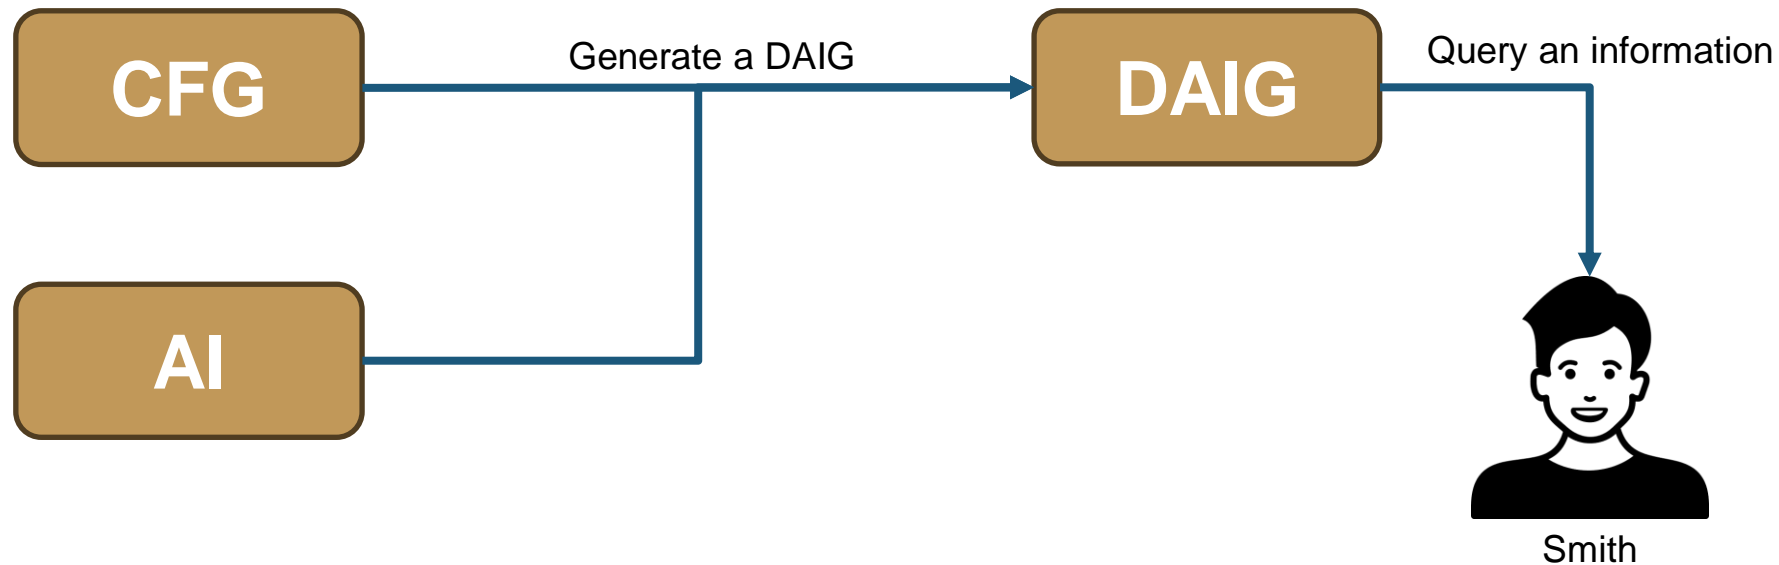 CFG
Generate a DAIG
DAIG
Query an information
AI
Smith